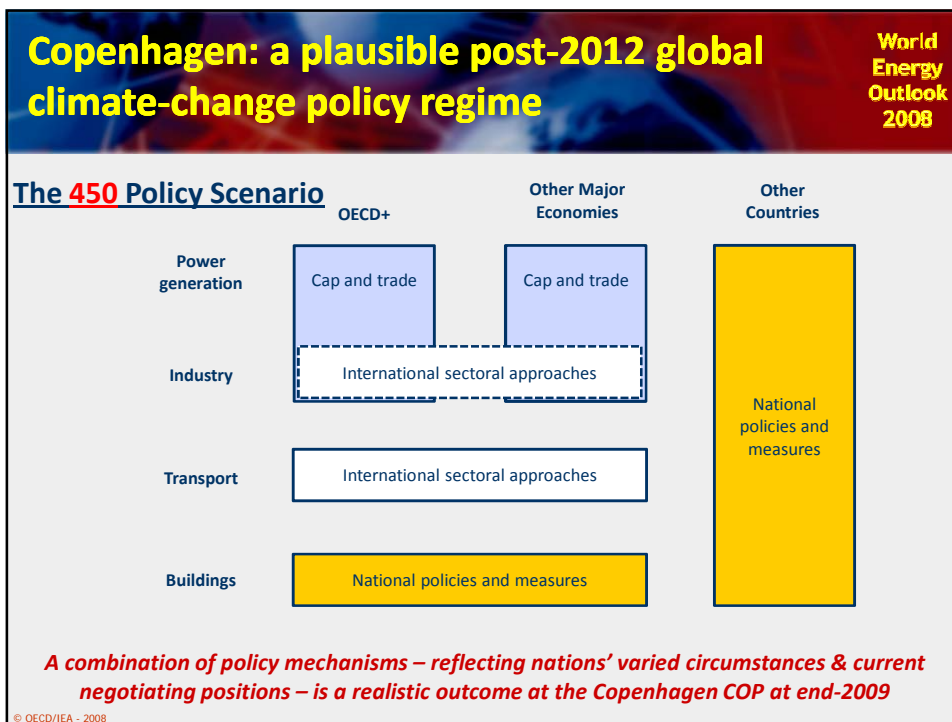 Copenhagen: a plausible post-2012 global
climate-change policy regime
World
Energy
Outlook
2008
The 450 Policy Scenario
OECD+
Other Major
Economies
Other
Countries
Power
generation
Cap and trade
Cap and trade
Industry
International sectoral approaches
National
policies and
measures
Transport
International sectoral approaches
Buildings
National policies and measures
A combination of policy mechanisms – reflecting nations’ varied circumstances & current
negotiating positions – is a realistic outcome at the Copenhagen COP at end-2009
© OECD/IEA - 2008